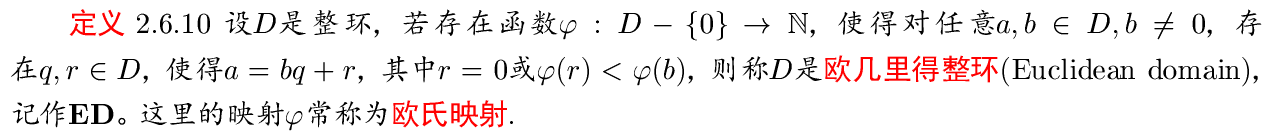 定义 2.6.10 设D是整环，若存在函数φ : D − {0} → ℕ，使得对任意a, b ∈ D, b ≠ 0，存
在q, r ∈ D，使得a = bq + r，其中r = 0或φ(r) < φ(b)，则称D是欧几里得整环(Euclidean domain)，
记作ED。这里的映射φ常称为欧氏映射.